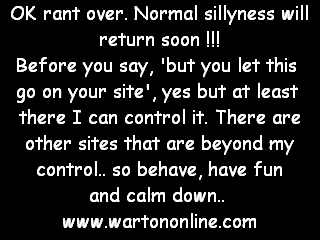 OK rant over. Normal sillyness will
return soon !!!
Before you say, 'but you let this
go on your site', yes but at least
there I can control it. There are
other sites that are beyond my
control.. so behave, have fun
and calm down..
www.wartononline.com